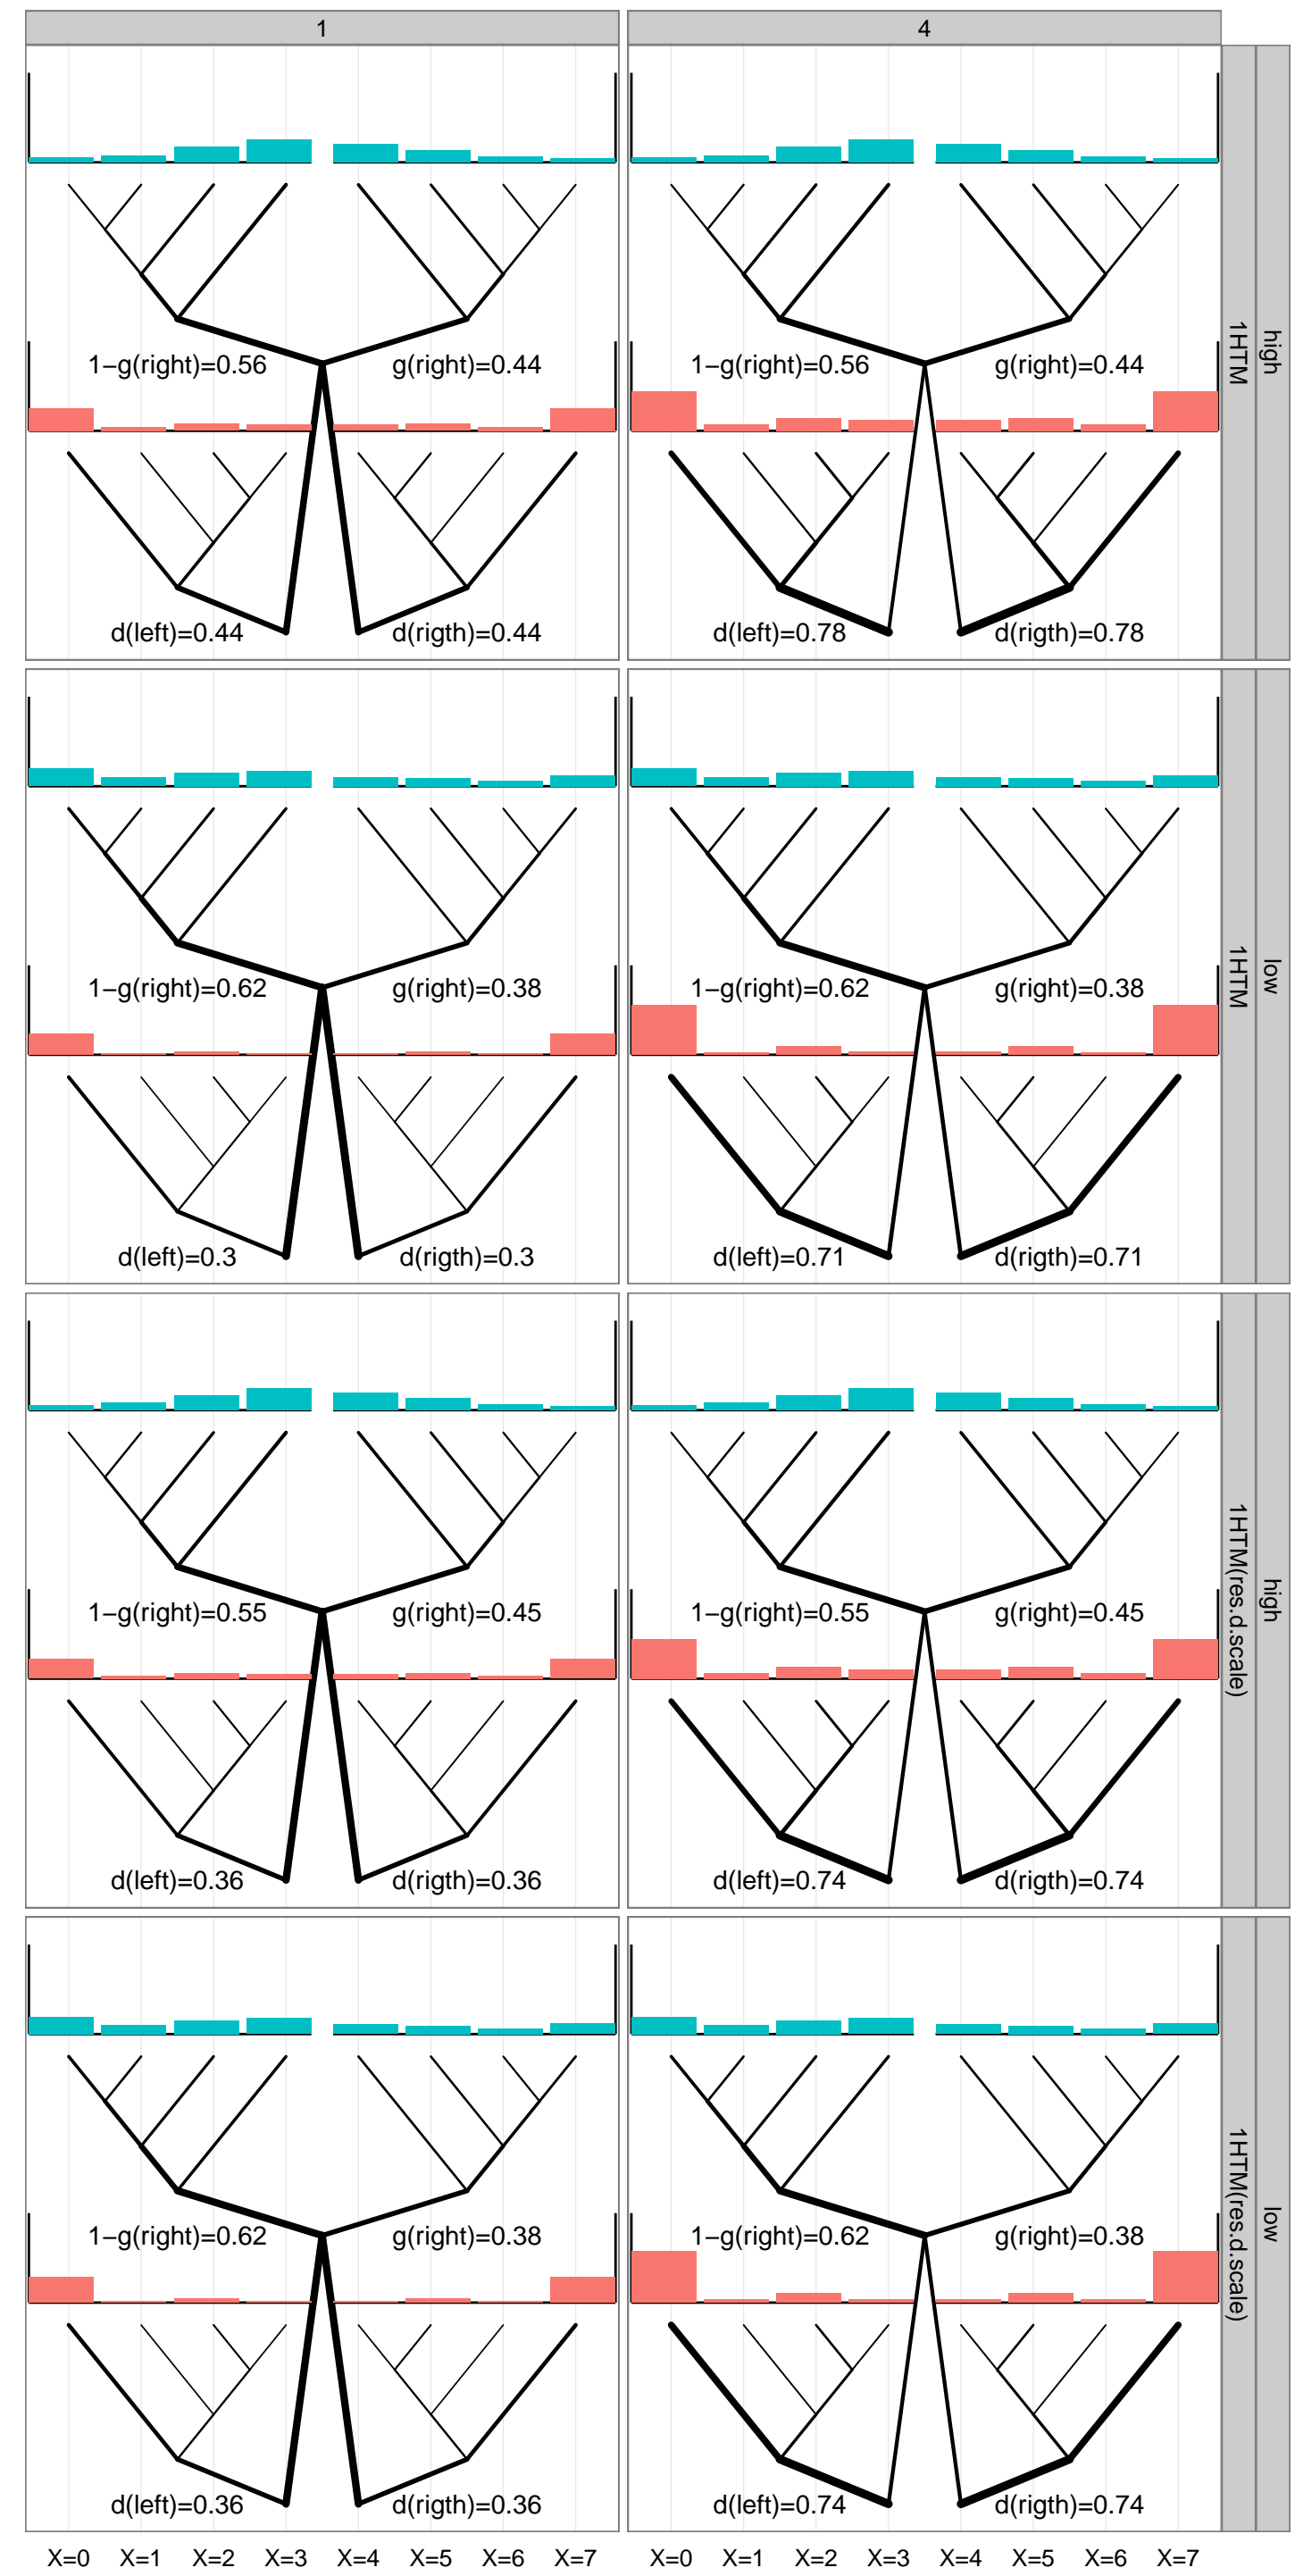 1
4
1−g(right)=0.56
g(right)=0.44
1−g(right)=0.56
g(right)=0.44
d(left)=0.44
d(rigth)=0.44
d(left)=0.78
d(rigth)=0.78
1HTM
high
1−g(right)=0.62
g(right)=0.38
1−g(right)=0.62
g(right)=0.38
d(left)=0.3
d(rigth)=0.3
d(left)=0.71
d(rigth)=0.71
1HTM
low
1−g(right)=0.55
g(right)=0.45
1−g(right)=0.55
g(right)=0.45
d(left)=0.36
d(rigth)=0.36
d(left)=0.74
d(rigth)=0.74
1HTM(res.d.scale)
high
1−g(right)=0.62
g(right)=0.38
1−g(right)=0.62
g(right)=0.38
d(left)=0.36
d(rigth)=0.36
d(left)=0.74
d(rigth)=0.74
1HTM(res.d.scale)
low
X=0 X=1 X=2 X=3 X=4 X=5 X=6 X=7
X=0 X=1 X=2 X=3 X=4 X=5 X=6 X=7